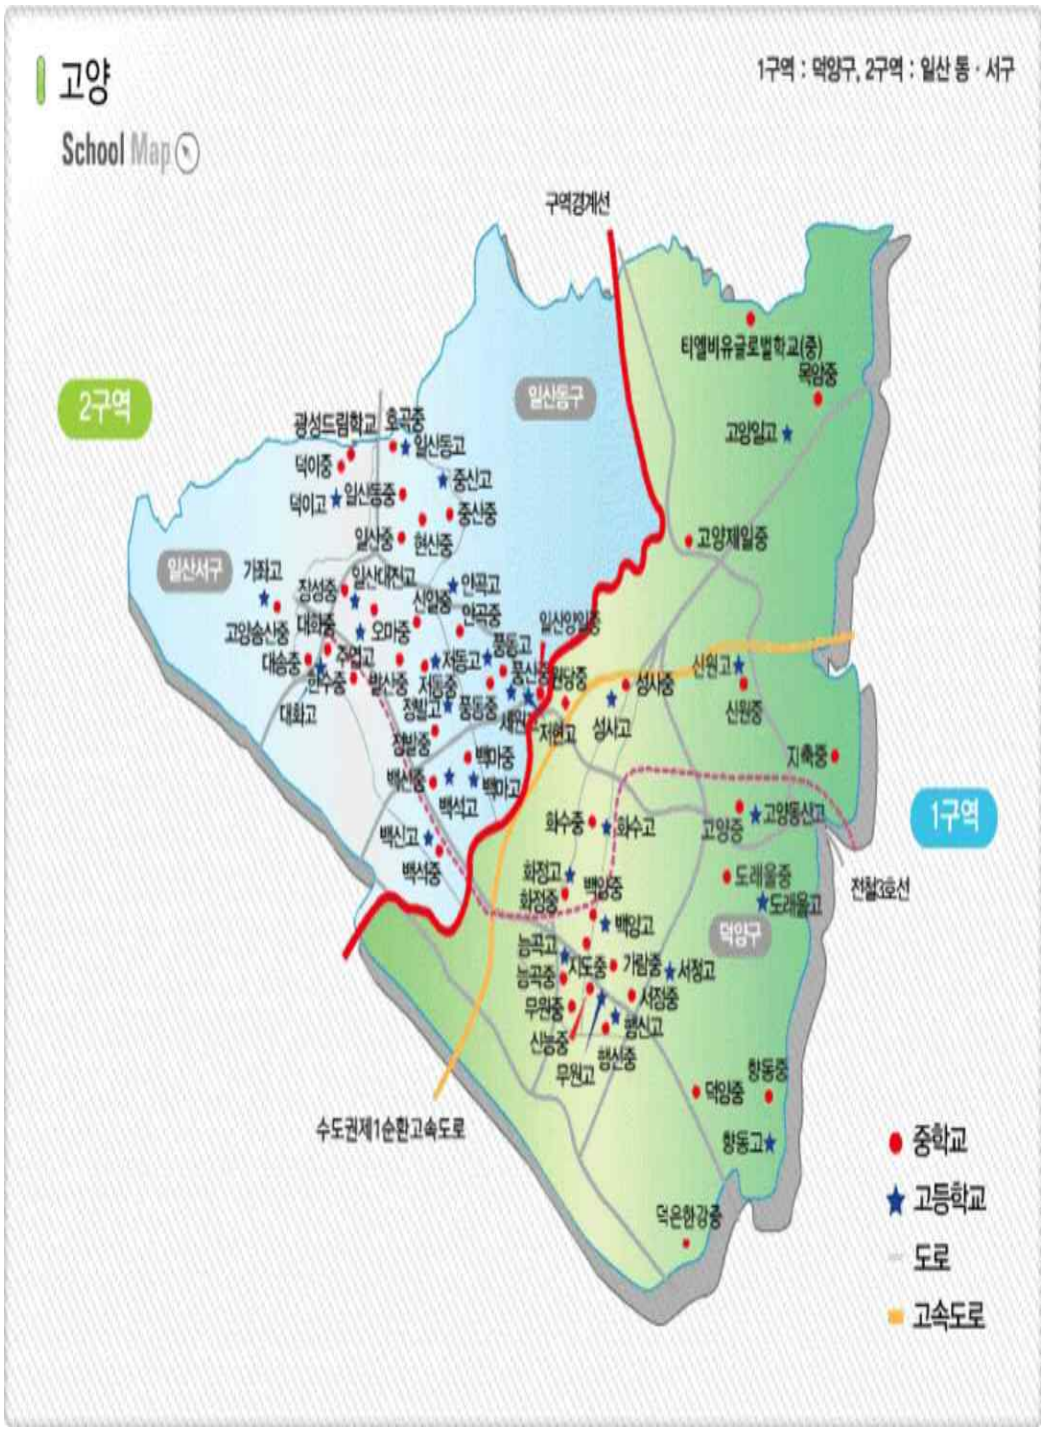 고양
1구역 : 덕양구, 2구역 : 일산 동 · 서구
School Map
구역경계선
티엘비유글로벌학교(중)
목암중
일산동구
2구역
고양일고
광성드림학교
호곡중
일산동고
덕이중
중산고
덕이고
일산동중
중산중
일산중
현산중
고양제일중
일산서구
가좌고
장성중
일산대진고
신일중
안곡고
안곡중
고양송산중
대화중
오마중
일산양일중
대송중
주엽고
저동고
풍동고
한수중
발산중
저동중
풍산중
원당중
성사중
신원고
대화고
정발고
풍동중
세원고
저현고
성사고
신원중
정발중
백마중
지축중
백신중
백석고
백마고
화수중
화수고
고양중
고양동산고
1구역
백신고
백석중
화정고
백양중
도래울중
전철3호선
화정중
도래울고
백양고
덕양구
능곡고
지도중
가람중
서정고
능곡중
서정중
무원중
행신고
신능중
행신중
무원고
향동중
덕양중
수도권제1순환고속도로
향동고
중학교
고등학교
덕은한강중
도로
고속도로